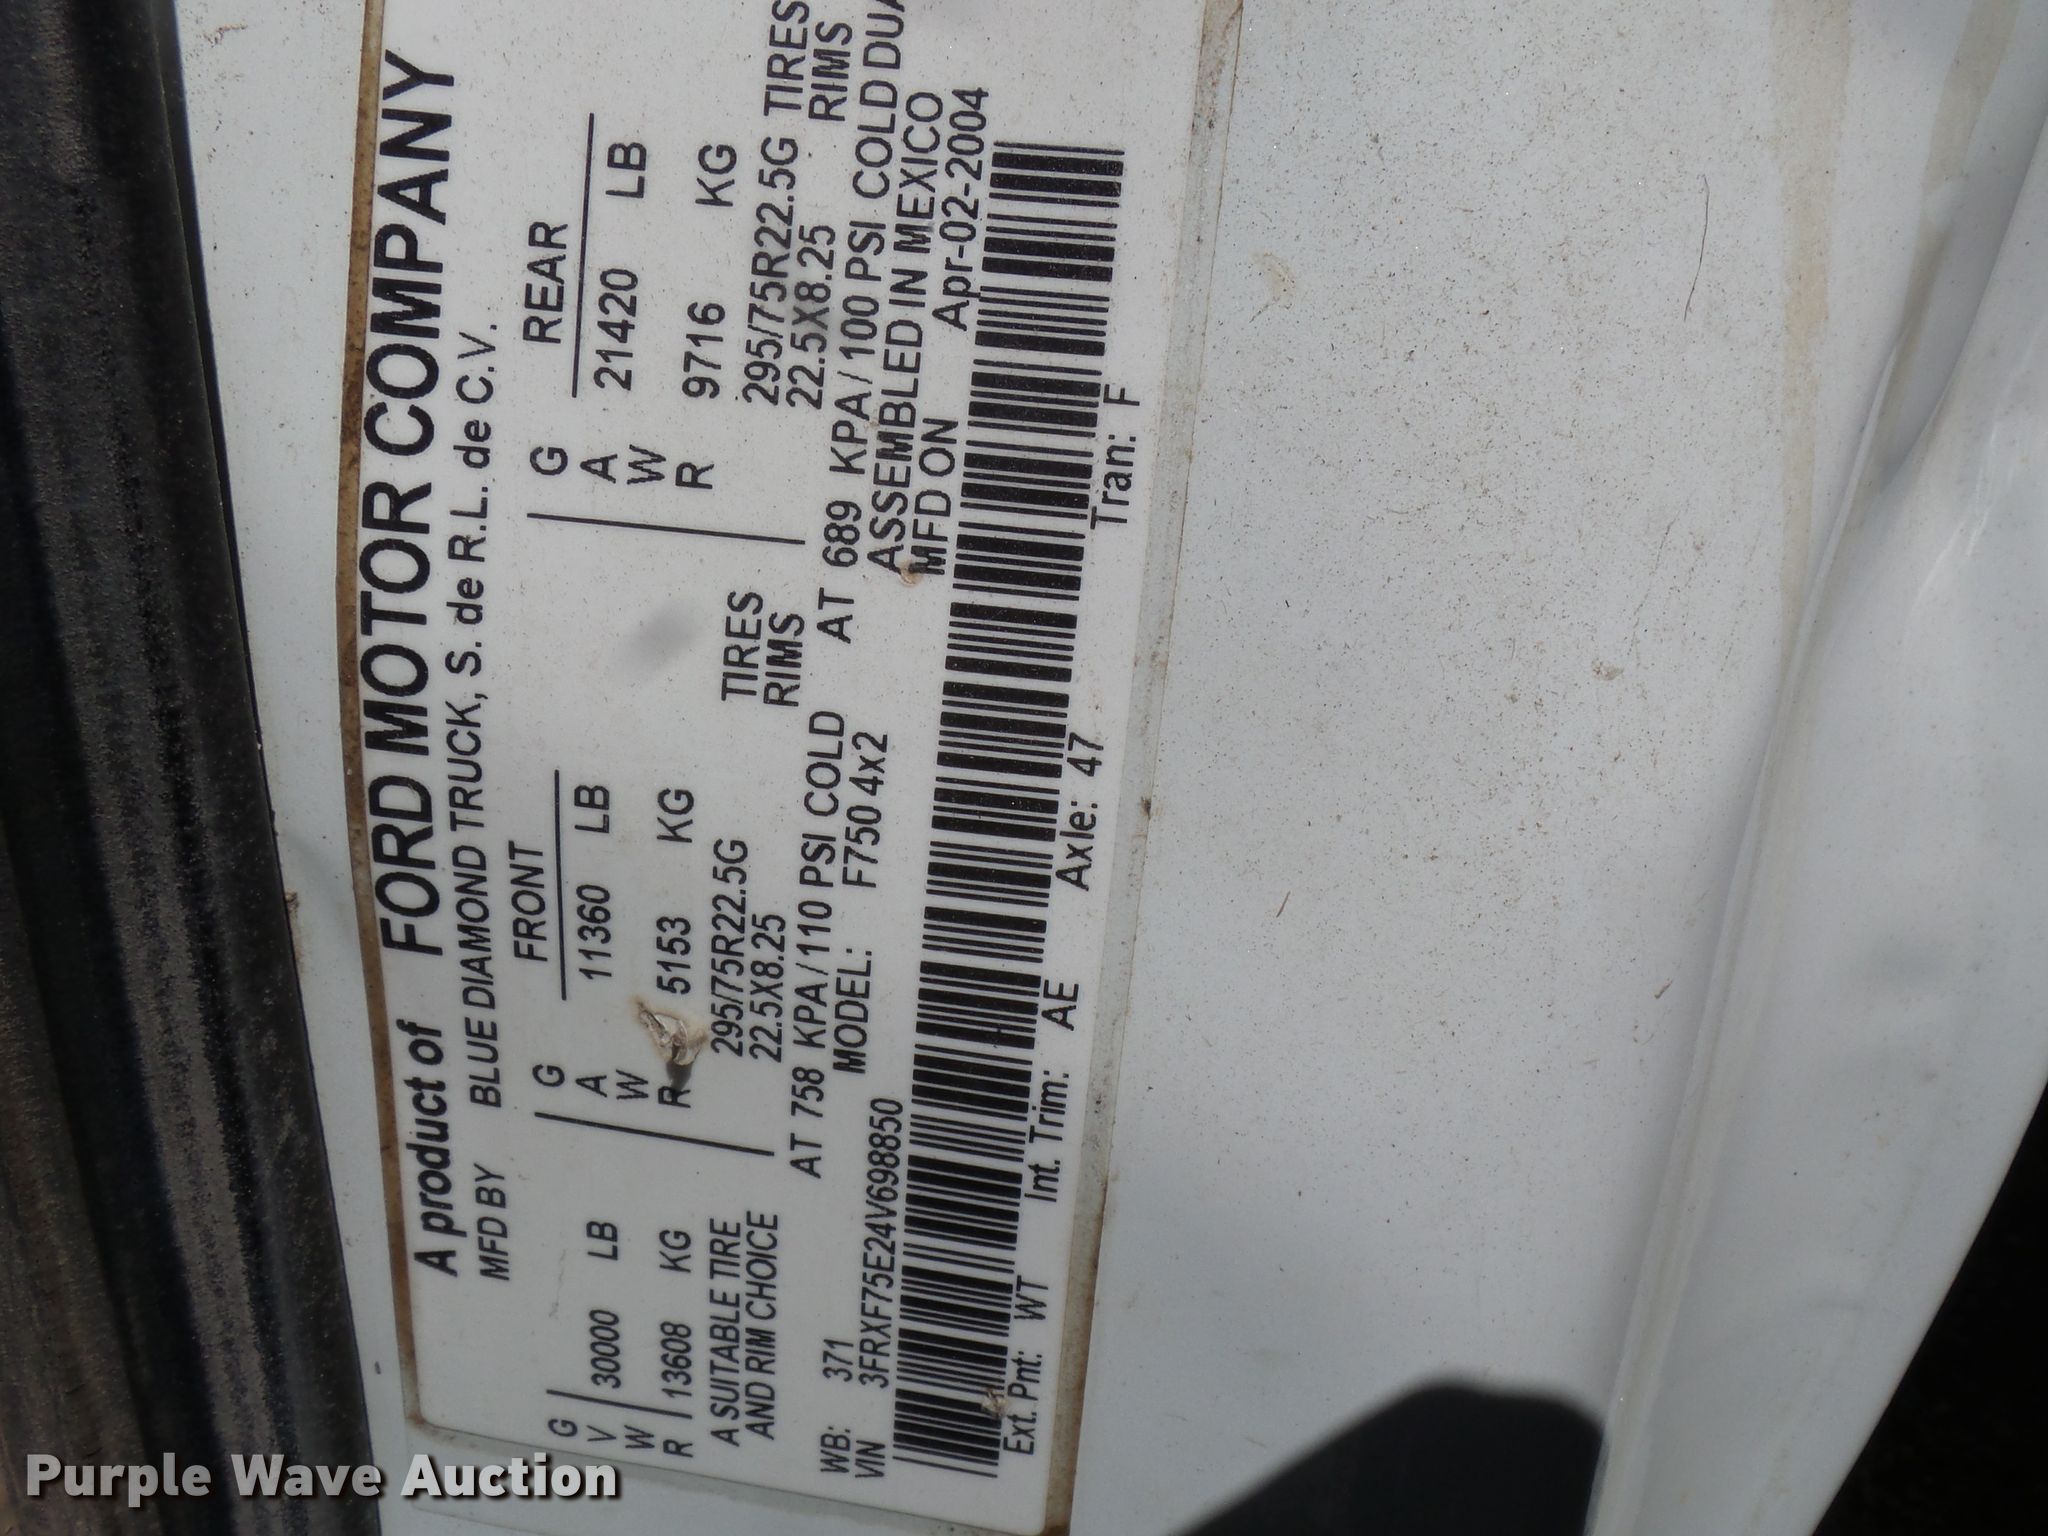 A product of FORD MOTOR COMPANY
MFD BY BLUE DIAMOND TRUCK, S. de R.L. de C.V.
GVWR
30000 LB
13608 KG
A SUITABLE TIRE
AND RIM CHOICE
GAWR
FRONT
11360 LB
5153 KG
295/75R22.5G TIRES
22.5X8.25 RIMS
AT 758 KPA/110 PSI COLD
GAWR
REAR
21420 LB
9716 KG
295/75R22.5G TIRES
22.5X8.25 RIMS
AT 689 KPA/100 PSI COLD DUA
WB: 371 MODEL: F750 4x2 ASSEMBLED IN MEXICO
VIN 3FRXF75E24V698850 MFD ON Apr-02-2004
Ext. Pnt: WT Int. Trim: AE Axle: 47 Tran: F
Purple Wave Auction